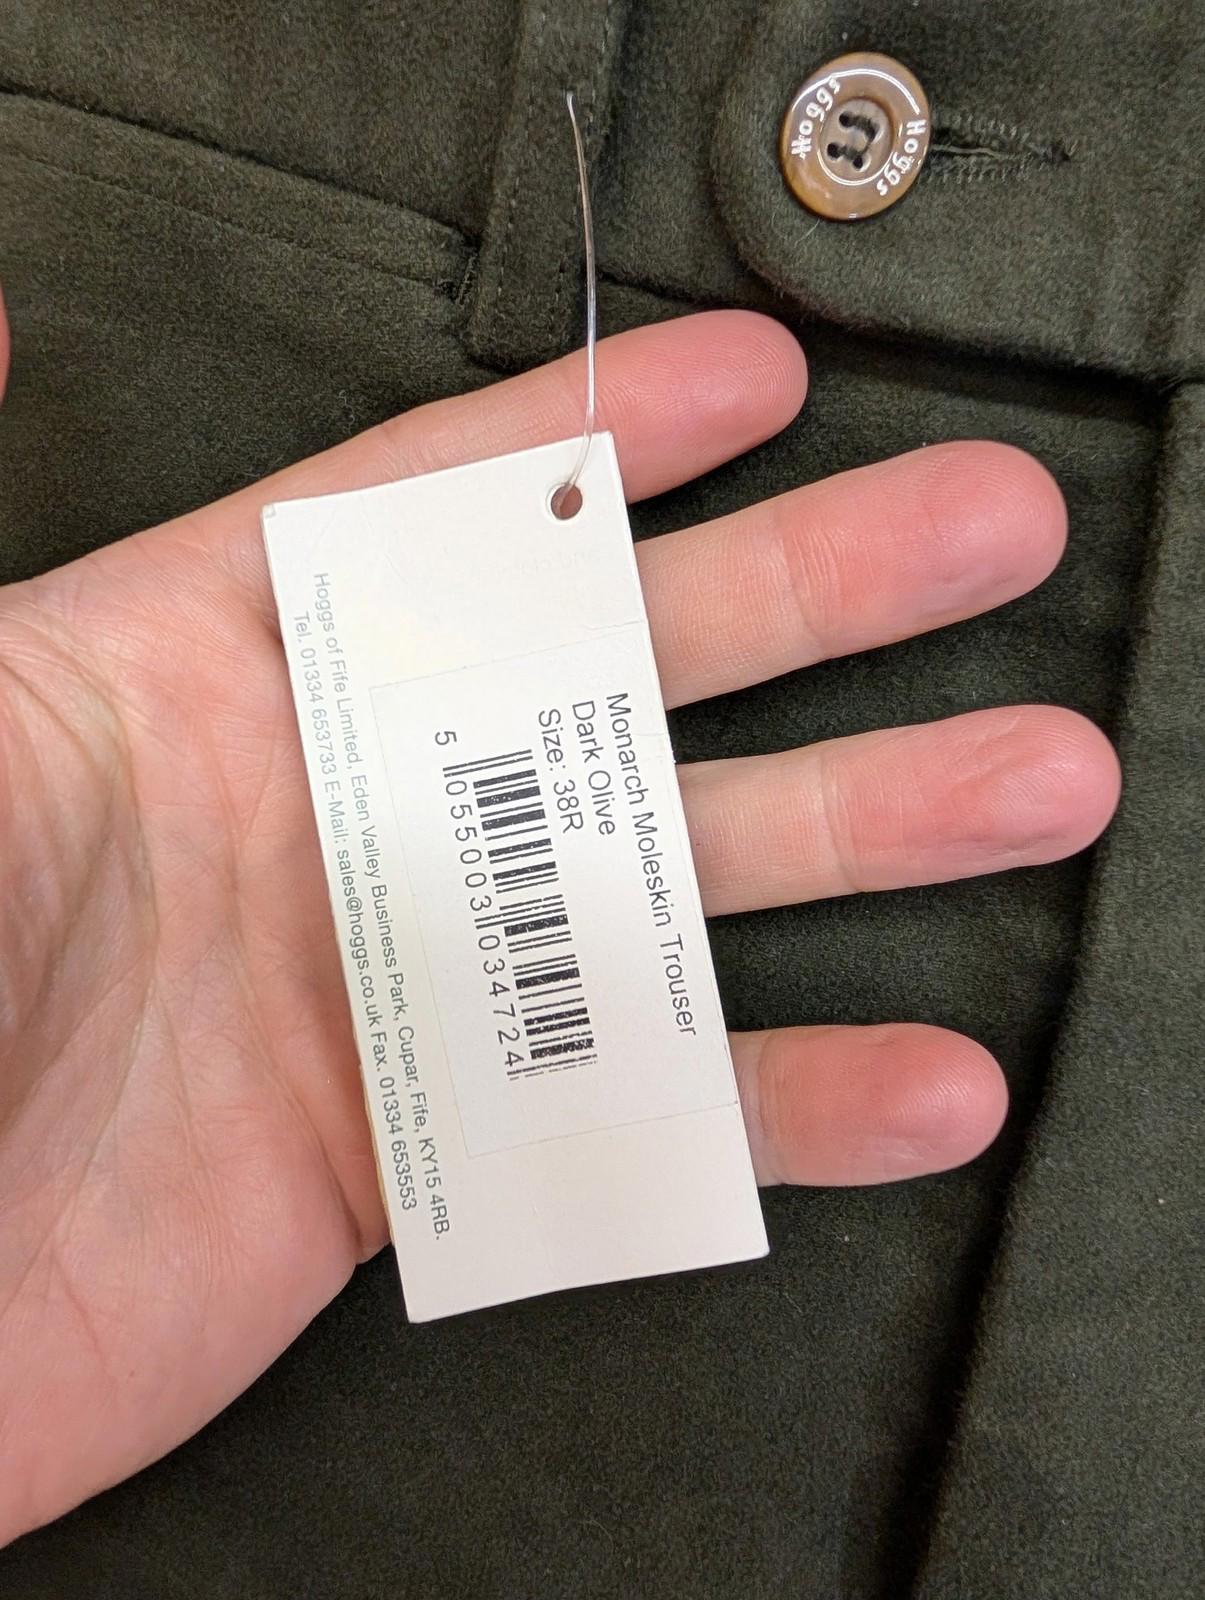 Hoggs
Hoggs
Monarch Moleskin Trouser
Dark Olive
Size: 38R
5 055003 034724
Hoggs of Fife Limited, Eden Valley Business Park, Cupar, Fife, KY15 4RB.
Tel. 01334 653733 E-Mail: sales@hoggs.co.uk Fax. 01334 653553